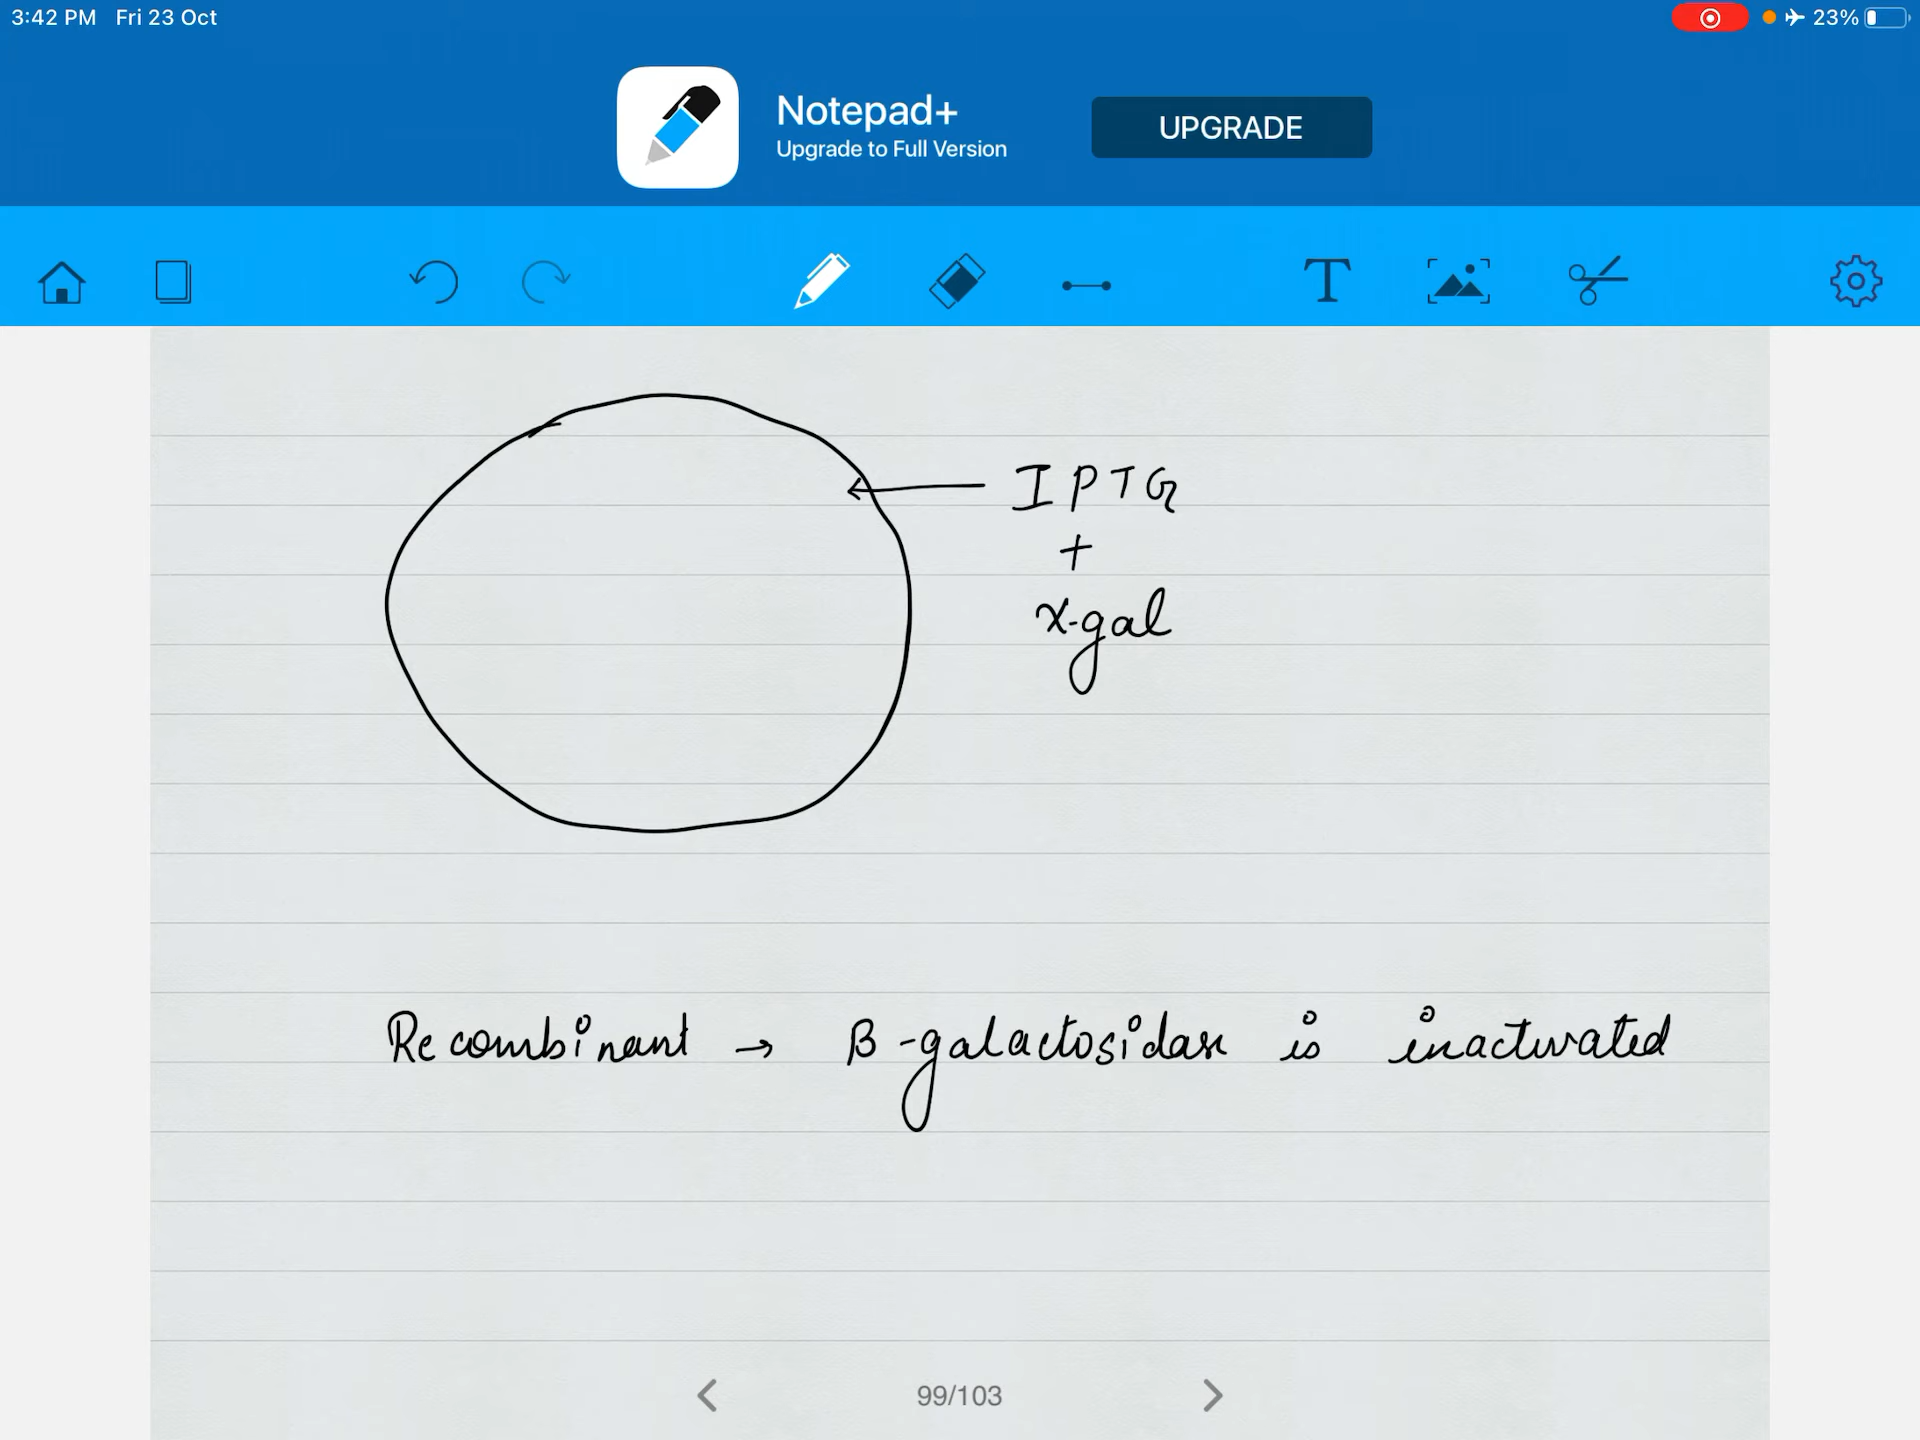 3:42 PM Fri 23 Oct
23%
Notepad+
Upgrade to Full Version
UPGRADE
T
IPTG
+
x-gal
Recombinant → β-galactosidase is inactivated
99/103